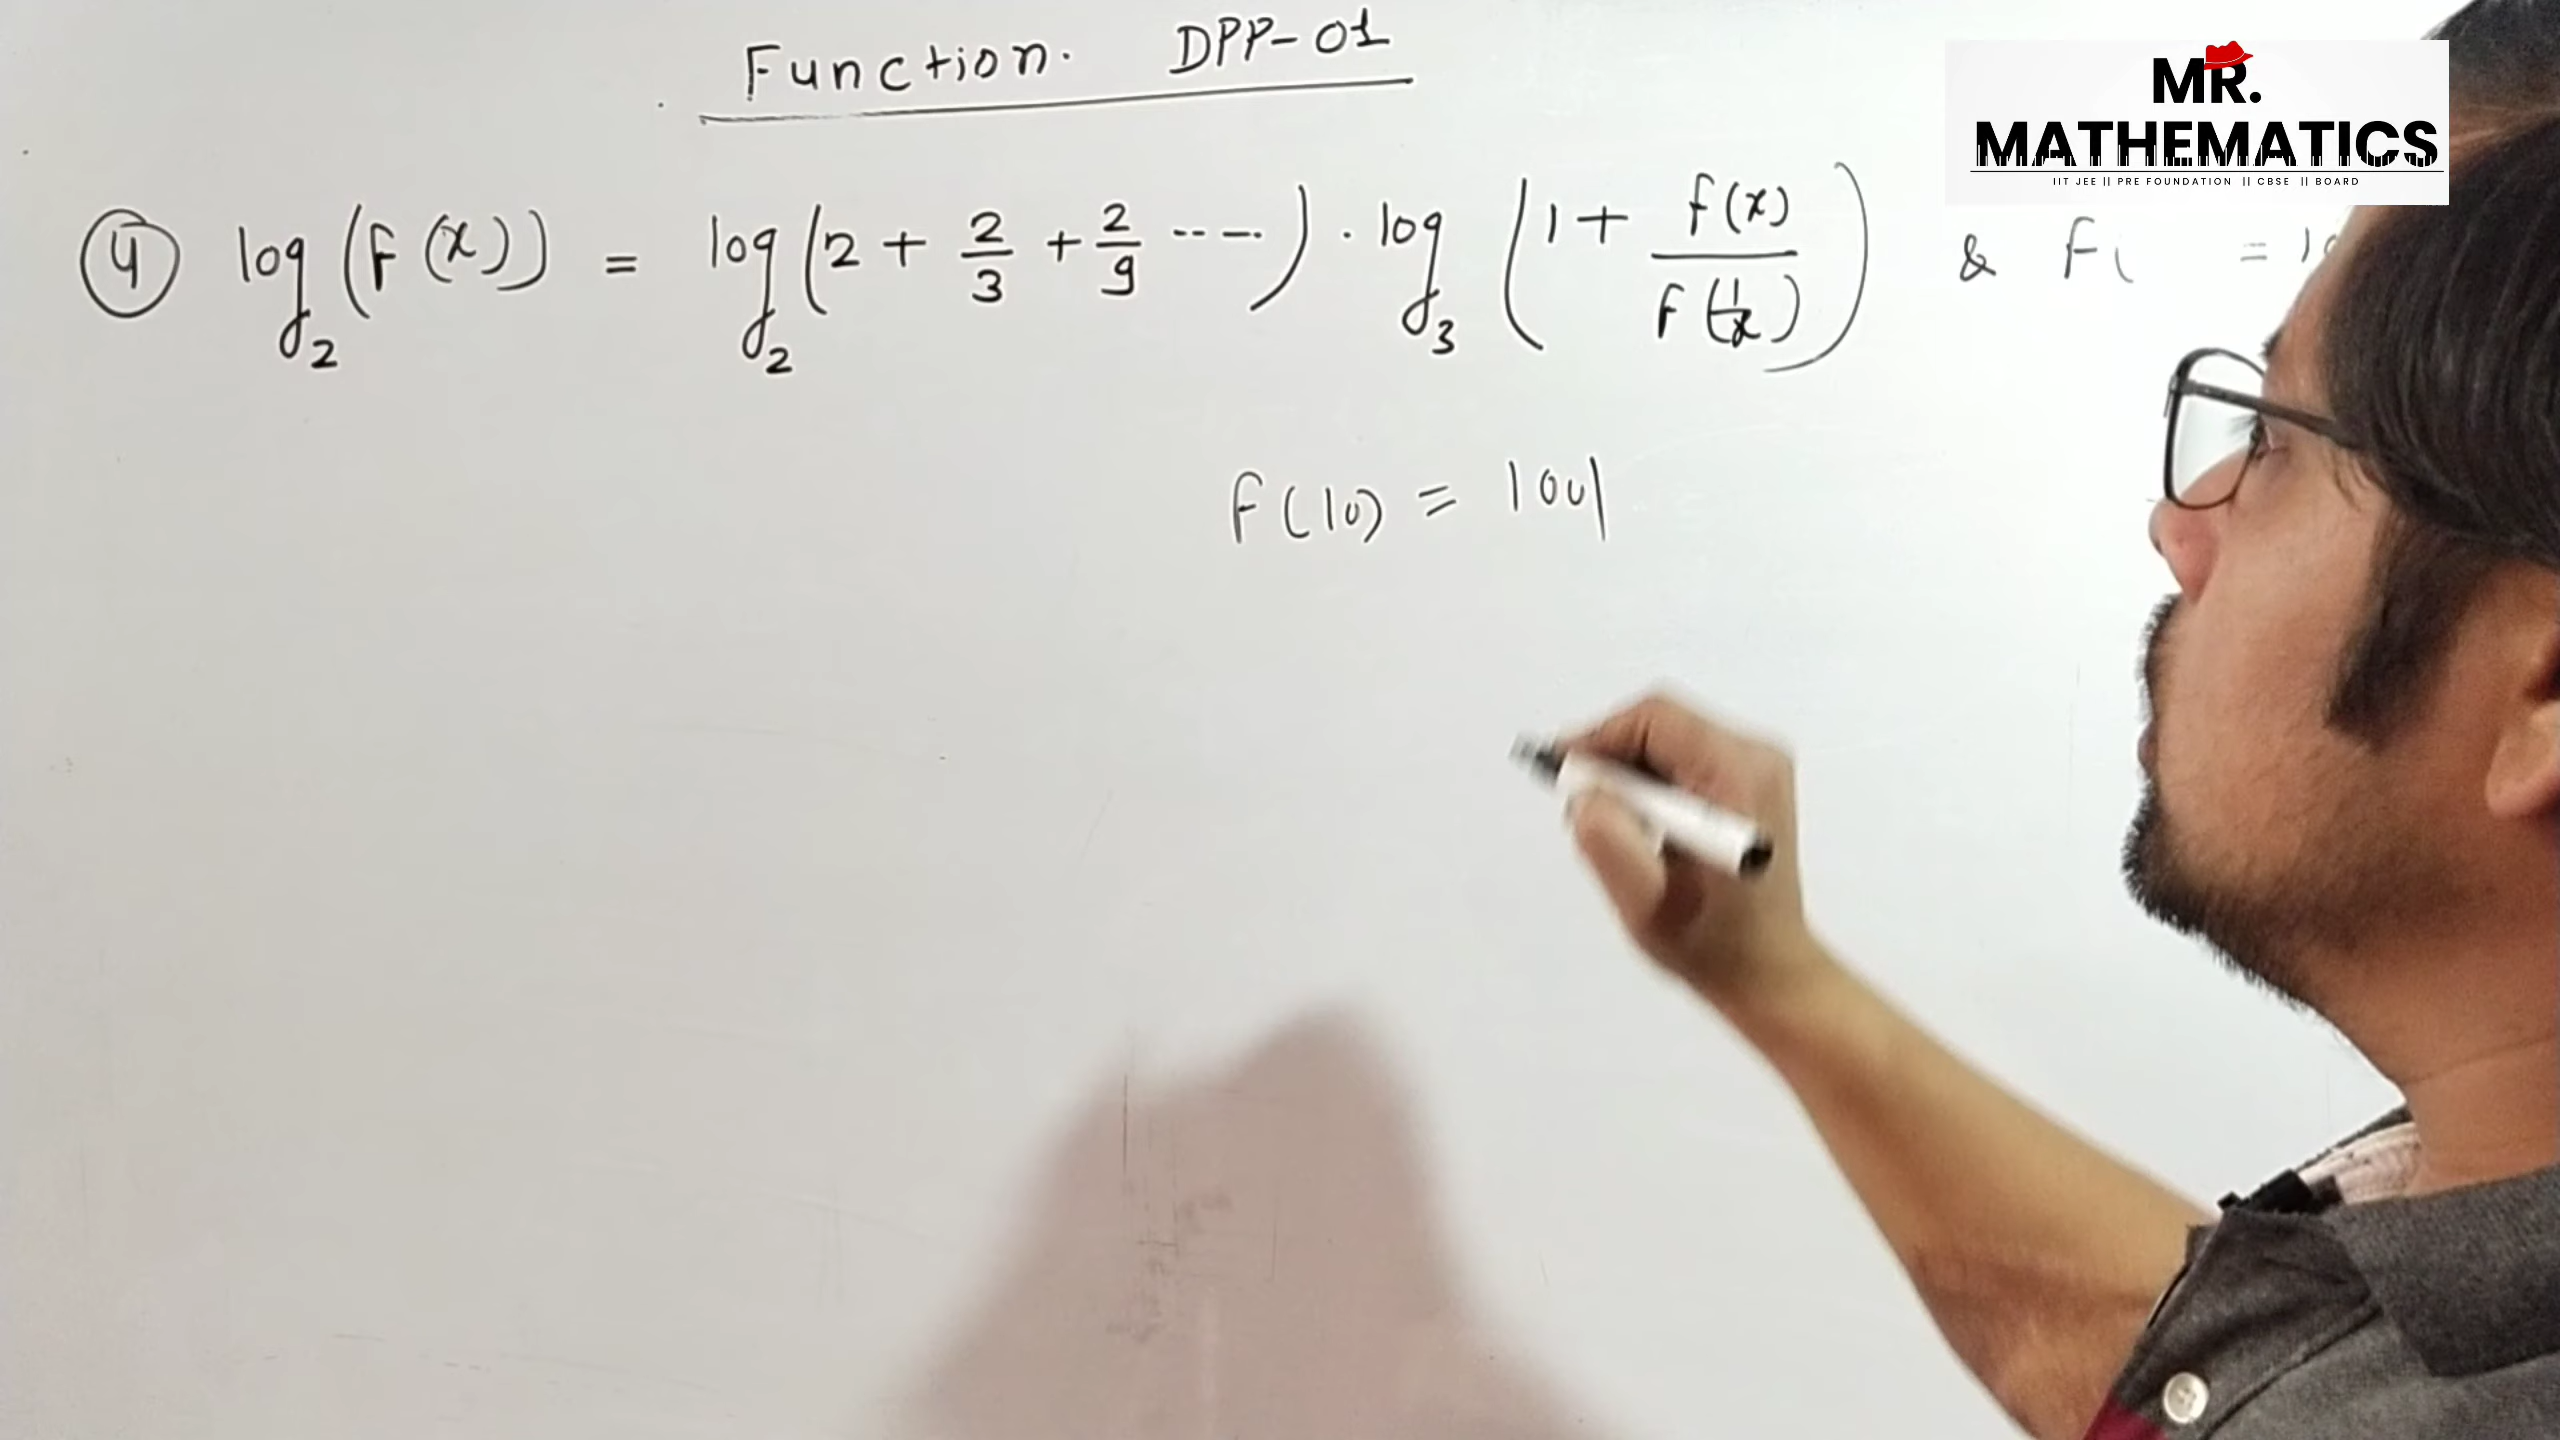 Function. DPP-01
MR.
MATHEMATICS
IIT JEE || PRE FOUNDATION || CBSE || BOARD
④ log₂(f(x)) = log₂(2 + 2/3 + 2/9 -----) · log₃(1 + f(x)/f(1/x)) & f( = 10
f(10) = 1001